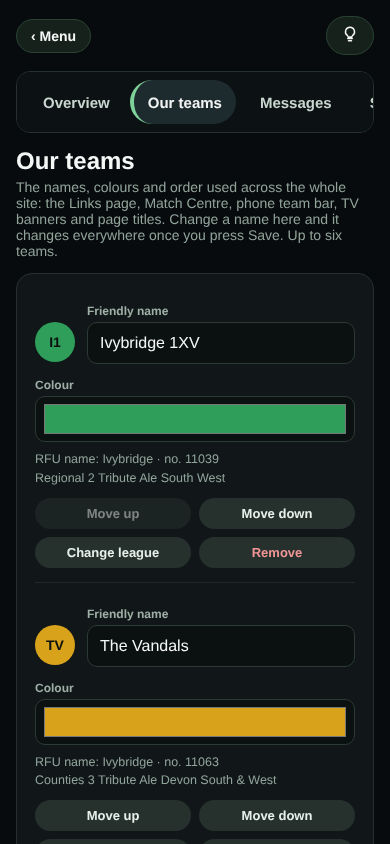 ‹ Menu
Overview
Our teams
Messages
Our teams
The names, colours and order used across the whole
site: the Links page, Match Centre, phone team bar, TV
banners and page titles. Change a name here and it
changes everywhere once you press Save. Up to six
teams.
Friendly name
I1
Ivybridge 1XV
Colour
RFU name: Ivybridge · no. 11039
Regional 2 Tribute Ale South West
Move up
Move down
Change league
Remove
Friendly name
TV
The Vandals
Colour
RFU name: Ivybridge · no. 11063
Counties 3 Tribute Ale Devon South & West
Move up
Move down